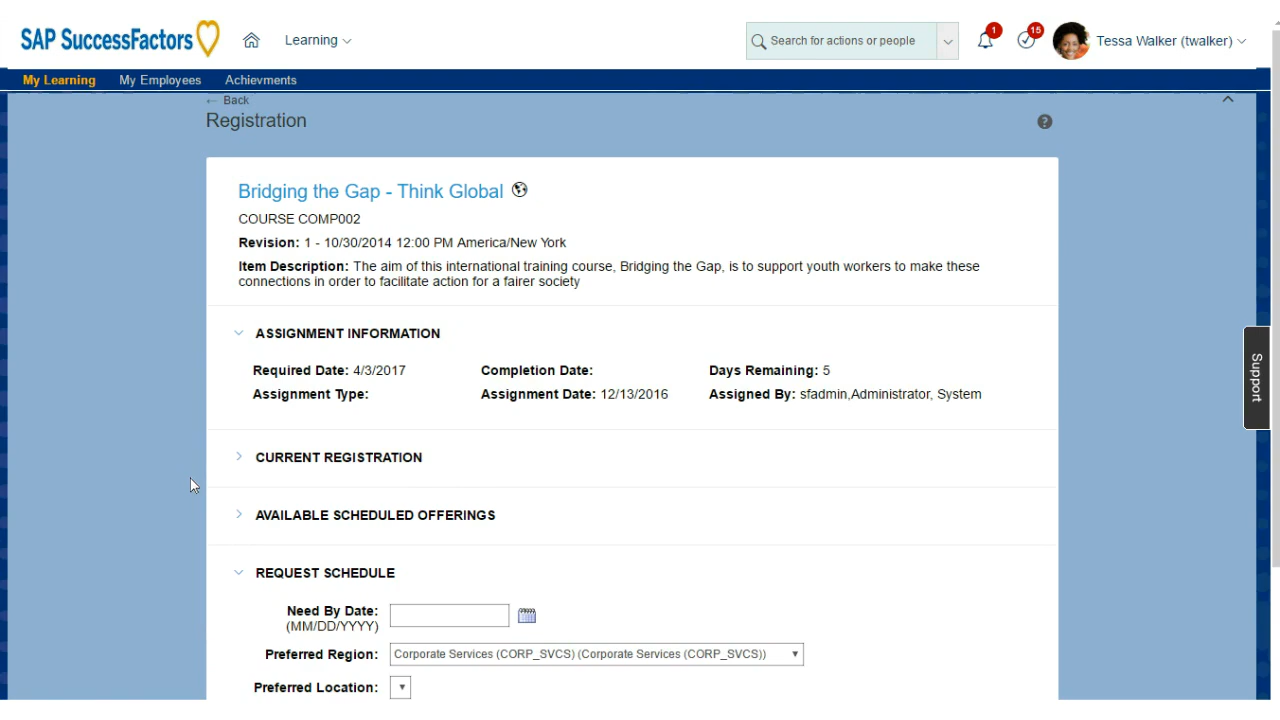 SAP SuccessFactors
Learning
Search for actions or people
1
15
Tessa Walker (twalker)
My Learning
My Employees
Achievments
← Back
Registration
?
Bridging the Gap - Think Global
COURSE COMP002
Revision: 1 - 10/30/2014 12:00 PM America/New York
Item Description: The aim of this international training course, Bridging the Gap, is to support youth workers to make these
connections in order to facilitate action for a fairer society
ASSIGNMENT INFORMATION
Required Date: 4/3/2017 Completion Date: Days Remaining: 5
Assignment Type: Assignment Date: 12/13/2016 Assigned By: sfadmin,Administrator, System
CURRENT REGISTRATION
AVAILABLE SCHEDULED OFFERINGS
REQUEST SCHEDULE
Need By Date:
(MM/DD/YYYY)
Preferred Region: Corporate Services (CORP_SVCS) (Corporate Services (CORP_SVCS))
Preferred Location:
Support